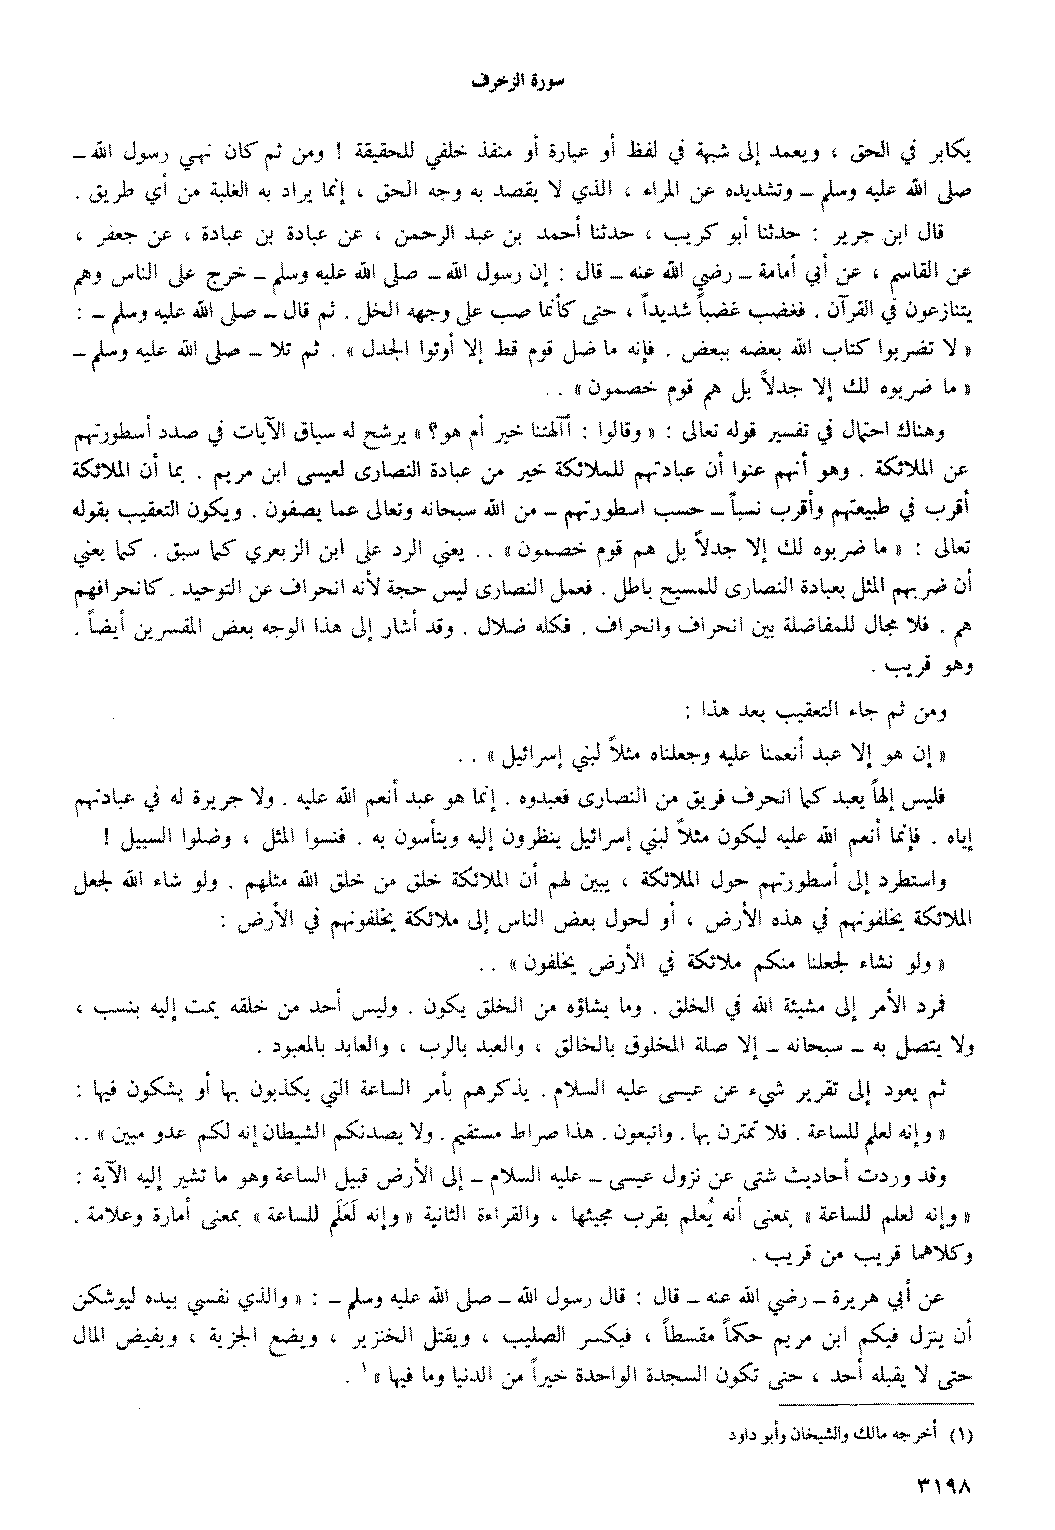 سورة الزخرف
يكابر في الحق ، ويعمد إلى شبهة في لفظ أو عبارة أو منفذ خلفي للحقيقة ! ومن ثم كان نهي رسول الله ــ
صلى الله عليه وسلم ــ وتشديده عن المراء ، الذي لا يقصد به وجه الحق ، إنما يراد به الغلبة من أي طريق .
قال ابن جرير : حدثنا أبو كريب ، حدثنا أحمد بن عبد الرحمن ، عن عبادة بن عبادة ، عن جعفر ،
عن القاسم ، عن أبي أمامة ــ رضي الله عنه ــ قال : إن رسول الله ــ صلى الله عليه وسلم ــ خرج على الناس وهم
يتنازعون في القرآن . فغضب غضباً شديداً ، حتى كأنما صب على وجهه الخل . ثم قال ــ صلى الله عليه وسلم ــ :
« لا تضربوا كتاب الله بعضه ببعض . فإنه ما ضل قوم قط إلا أوتوا الجدل » . ثم تلا ــ صلى الله عليه وسلم ــ
« ما ضربوه لك إلا جدلاً بل هم قوم خصمون » . .
وهناك احتمال في تفسير قوله تعالى : « وقالوا : أآلهتنا خير أم هو؟ » يرشح له سياق الآيات في صدد أسطورتهم
عن الملائكة . وهو أنهم عنوا أن عبادتهم للملائكة خير من عبادة النصارى لعيسى ابن مريم . بما أن الملائكة
أقرب في طبيعتهم وأقرب نسباً ــ حسب اسطورتهم ــ من الله سبحانه وتعالى عما يصفون . ويكون التعقيب بقوله
تعالى : « ما ضربوه لك إلا جدلاً بل هم قوم خصمون » . . يعني الرد على ابن الزبعري كما سبق . كما يعني
أن ضربهم المثل بعبادة النصارى للمسيح باطل . فعمل النصارى ليس حجة لأنه انحراف عن التوحيد . كانحرافهم
هم . فلا مجال للمفاضلة بين انحراف وانحراف . فكله ضلال . وقد أشار إلى هذا الوجه بعض المفسرين أيضاً .
وهو قريب .
ومن ثم جاء التعقيب بعد هذا :
« إن هو إلا عبد أنعمنا عليه وجعلناه مثلاً لبني إسرائيل » . .
فليس إلهاً يعبد كما انحرف فريق من النصارى فعبدوه . إنما هو عبد أنعم الله عليه . ولا جريرة له في عبادتهم
إياه . فإنما أنعم الله عليه ليكون مثلاً لبني إسرائيل ينظرون إليه ويتأسون به . فنسوا المثل ، وضلوا السبيل !
واستطرد إلى أسطورتهم حول الملائكة ، يبين لهم أن الملائكة خلق من خلق الله مثلهم . ولو شاء الله لجعل
الملائكة يخلفونهم في هذه الأرض ، أو لحول بعض الناس إلى ملائكة يخلفونهم في الأرض :
« ولو نشاء لجعلنا منكم ملائكة في الأرض يخلفون » . .
فمرد الأمر إلى مشيئة الله في الخلق . وما يشاؤه من الخلق يكون . وليس أحد من خلقه يمت إليه بنسب ،
ولا يتصل به ــ سبحانه ــ إلا صلة المخلوق بالخالق ، والعبد بالرب ، والعابد بالمعبود .
ثم يعود إلى تقرير شيء عن عيسى عليه السلام . يذكرهم بأمر الساعة التي يكذبون بها أو يشكون فيها :
« وإنه لعلم للساعة . فلا تمترن بها . واتبعون . هذا صراط مستقيم . ولا يصدنكم الشيطان إنه لكم عدو مبين » . .
وقد وردت أحاديث شتى عن نزول عيسى ــ عليه السلام ــ إلى الأرض قبيل الساعة وهو ما تشير إليه الآية :
« وإنه لعلم للساعة » بمعنى أنه يُعلم بقرب مجيئها ، والقراءة الثانية « وإنه لَعَلَم للساعة » بمعنى أمارة وعلامة .
وكلاهما قريب من قريب .
عن أبي هريرة ــ رضي الله عنه ــ قال : قال رسول الله ــ صلى الله عليه وسلم ــ : « والذي نفسي بيده ليوشكن
أن ينزل فيكم ابن مريم حكماً مقسطاً ، فيكسر الصليب ، ويقتل الخنزير ، ويضع الجزية ، ويفيض المال
حتى لا يقبله أحد ، حتى تكون السجدة الواحدة خيراً من الدنيا وما فيها » ١ .
(١) أخرجه مالك والشيخان وأبو داود
٣١٩٨